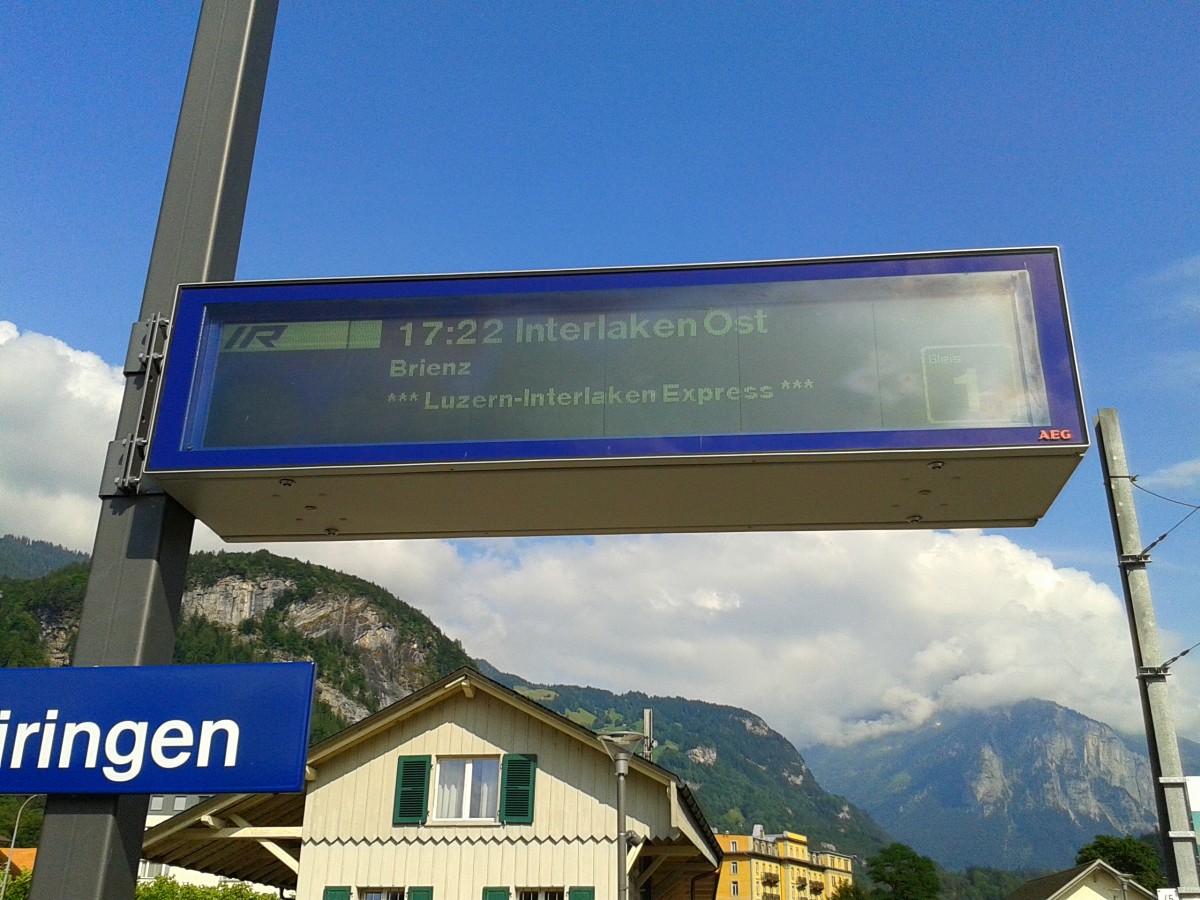 IR 17:22 Interlaken Ost
Brienz
*** Luzern-Interlaken Express ***
Gleis
1
AEG
iringen